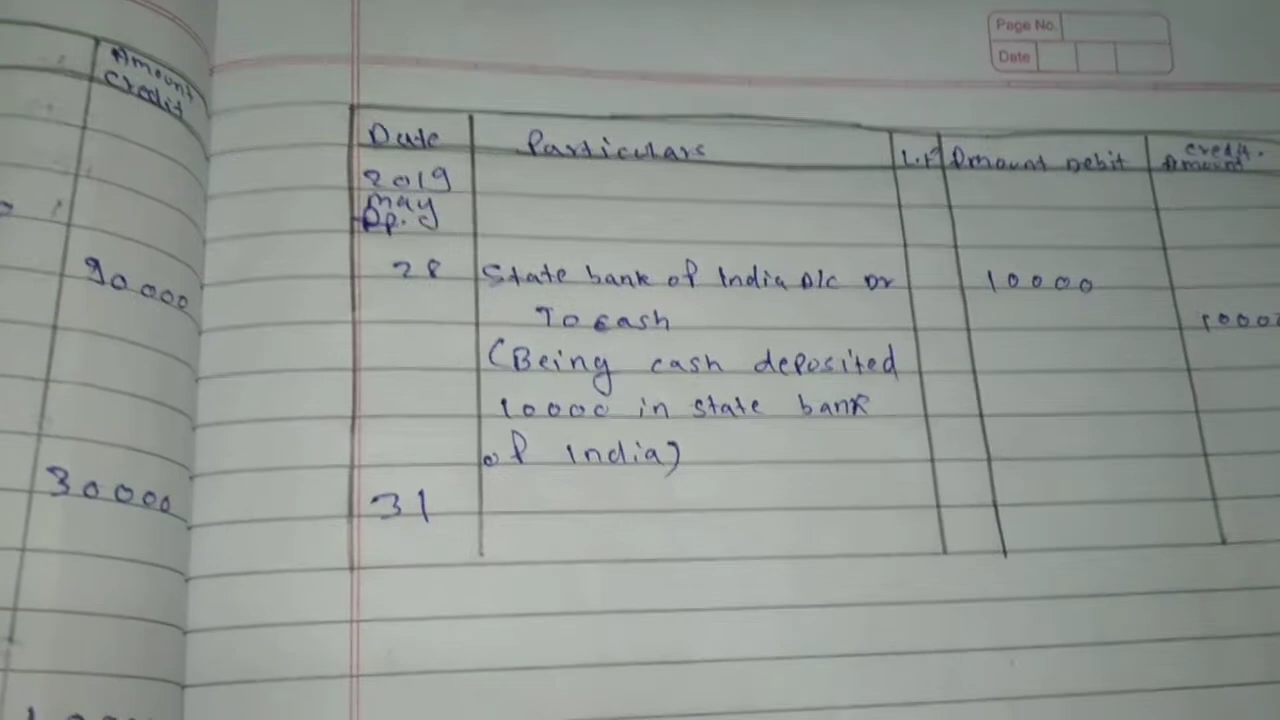 Amount
Credit
90000
30000
Page No.
Date
Date
Particulars
L.F
Amount Debit
Credit.
Amount
2019
may
Ap.
28
State bank of India A/c Dr
10000
To cash
(Being cash deposited
10000 in state bank
of India)
31